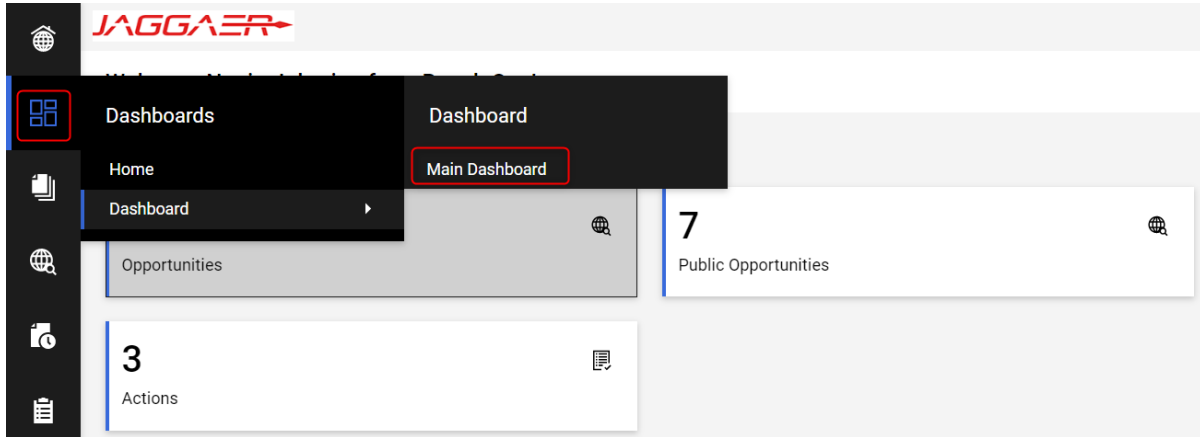 JAGGAER
Dashboards
Home
Dashboard
Dashboard
Main Dashboard
Opportunities
7
Public Opportunities
3
Actions